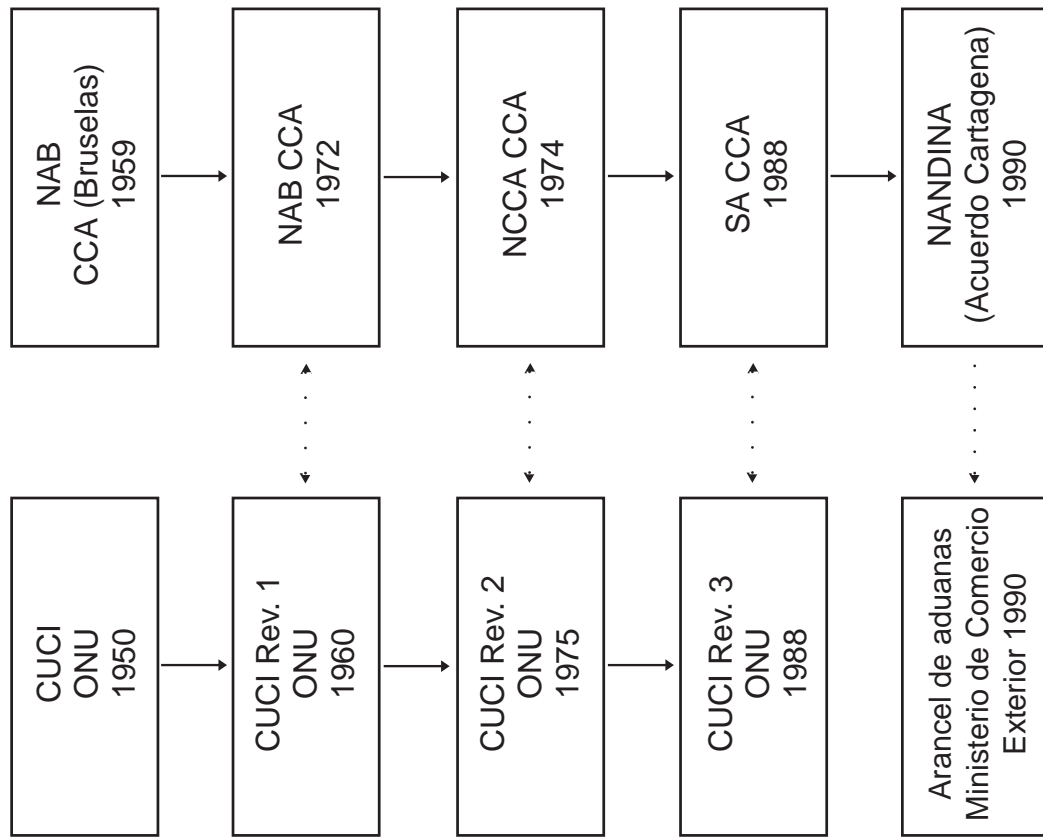 NAB
CCA (Bruselas)
1959
NAB CCA
1972
NCCA CCA
1974
SA CCA
1988
NANDINA
(Acuerdo Cartagena)
1990
CUCI
ONU
1950
CUCI Rev. 1
ONU
1960
CUCI Rev. 2
ONU
1975
CUCI Rev. 3
ONU
1988
Arancel de aduanas
Ministerio de Comercio
Exterior 1990